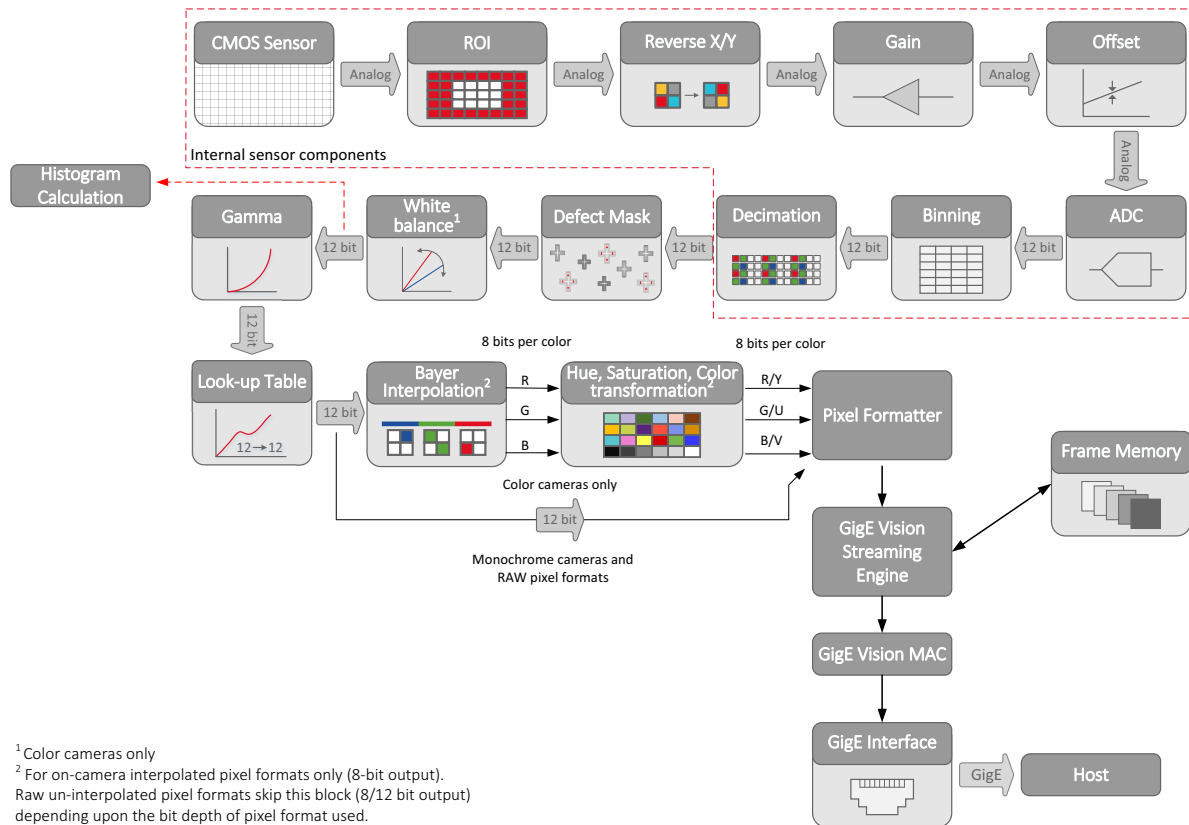 CMOS Sensor
Analog
ROI
Analog
Reverse X/Y
Analog
Gain
Analog
Offset
Internal sensor components
Analog
Histogram
Calculation
Gamma
12 bit
White
balance1
12 bit
Defect Mask
12 bit
Decimation
12 bit
Binning
12 bit
ADC
12 bit
8 bits per color
8 bits per color
Look-up Table
12→12
12 bit
Bayer
Interpolation2
R
G
B
Hue, Saturation, Color
transformation2
R/Y
G/U
B/V
Pixel Formatter
Color cameras only
12 bit
Monochrome cameras and
RAW pixel formats
Frame Memory
GigE Vision
Streaming
Engine
GigE Vision MAC
GigE Interface
GigE
Host
1 Color cameras only
2 For on-camera interpolated pixel formats only (8-bit output).
Raw un-interpolated pixel formats skip this block (8/12 bit output)
depending upon the bit depth of pixel format used.